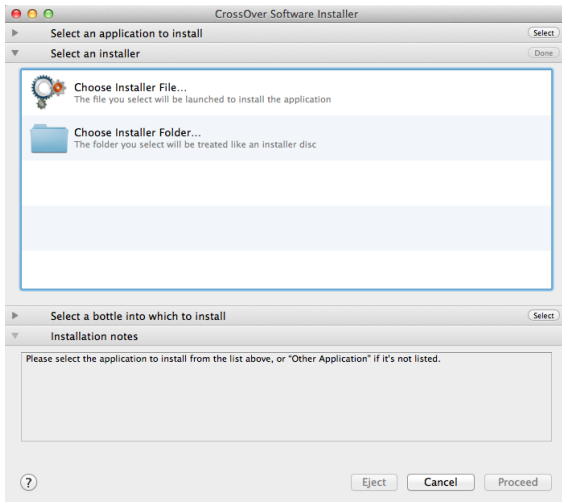 CrossOver Software Installer
Select an application to install
Select
Select an installer
Done
Choose Installer File...
The file you select will be launched to install the application
Choose Installer Folder...
The folder you select will be treated like an installer disc
Select a bottle into which to install
Select
Installation notes
Please select the application to install from the list above, or "Other Application" if it's not listed.
?
Eject
Cancel
Proceed